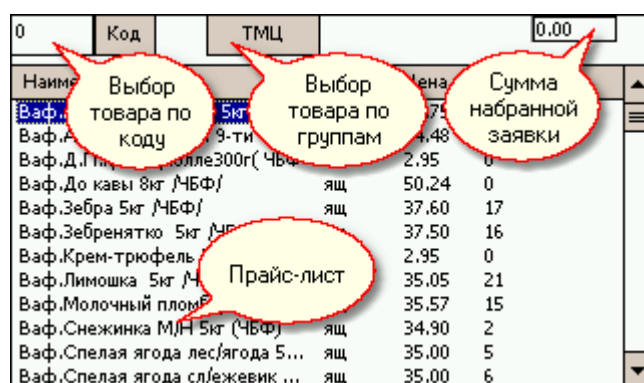 0 Код ТМЦ 0.00
Выбор товара по коду
Выбор товара по группам
Сумма набранной заявки
Наиме Цена
Ваф. 5кг
Ваф. 9-ти 4.48
Ваф.Д. 300г( ЧБФ 2.95 0
Ваф.До кавы 8кг /ЧБФ/ ящ 50.24 0
Ваф.Зебра 5кг /ЧБФ/ ящ 37.60 17
Ваф.Зебренятко 5кг /ЧБФ/ ящ 37.50 16
Ваф.Крем-трюфель 2.95 0
Ваф.Лимошка 5кг /Ч 35.05 21
Прайс-лист
Ваф.Молочный пломб 35.57 15
Ваф.Снежинка М/Н 5кг (ЧБФ) ящ 34.90 2
Ваф.Спелая ягода лес/ягода 5... ящ 35.00 5
Ваф.Спелая ягода сл/ежевик ... ящ 35.00 6